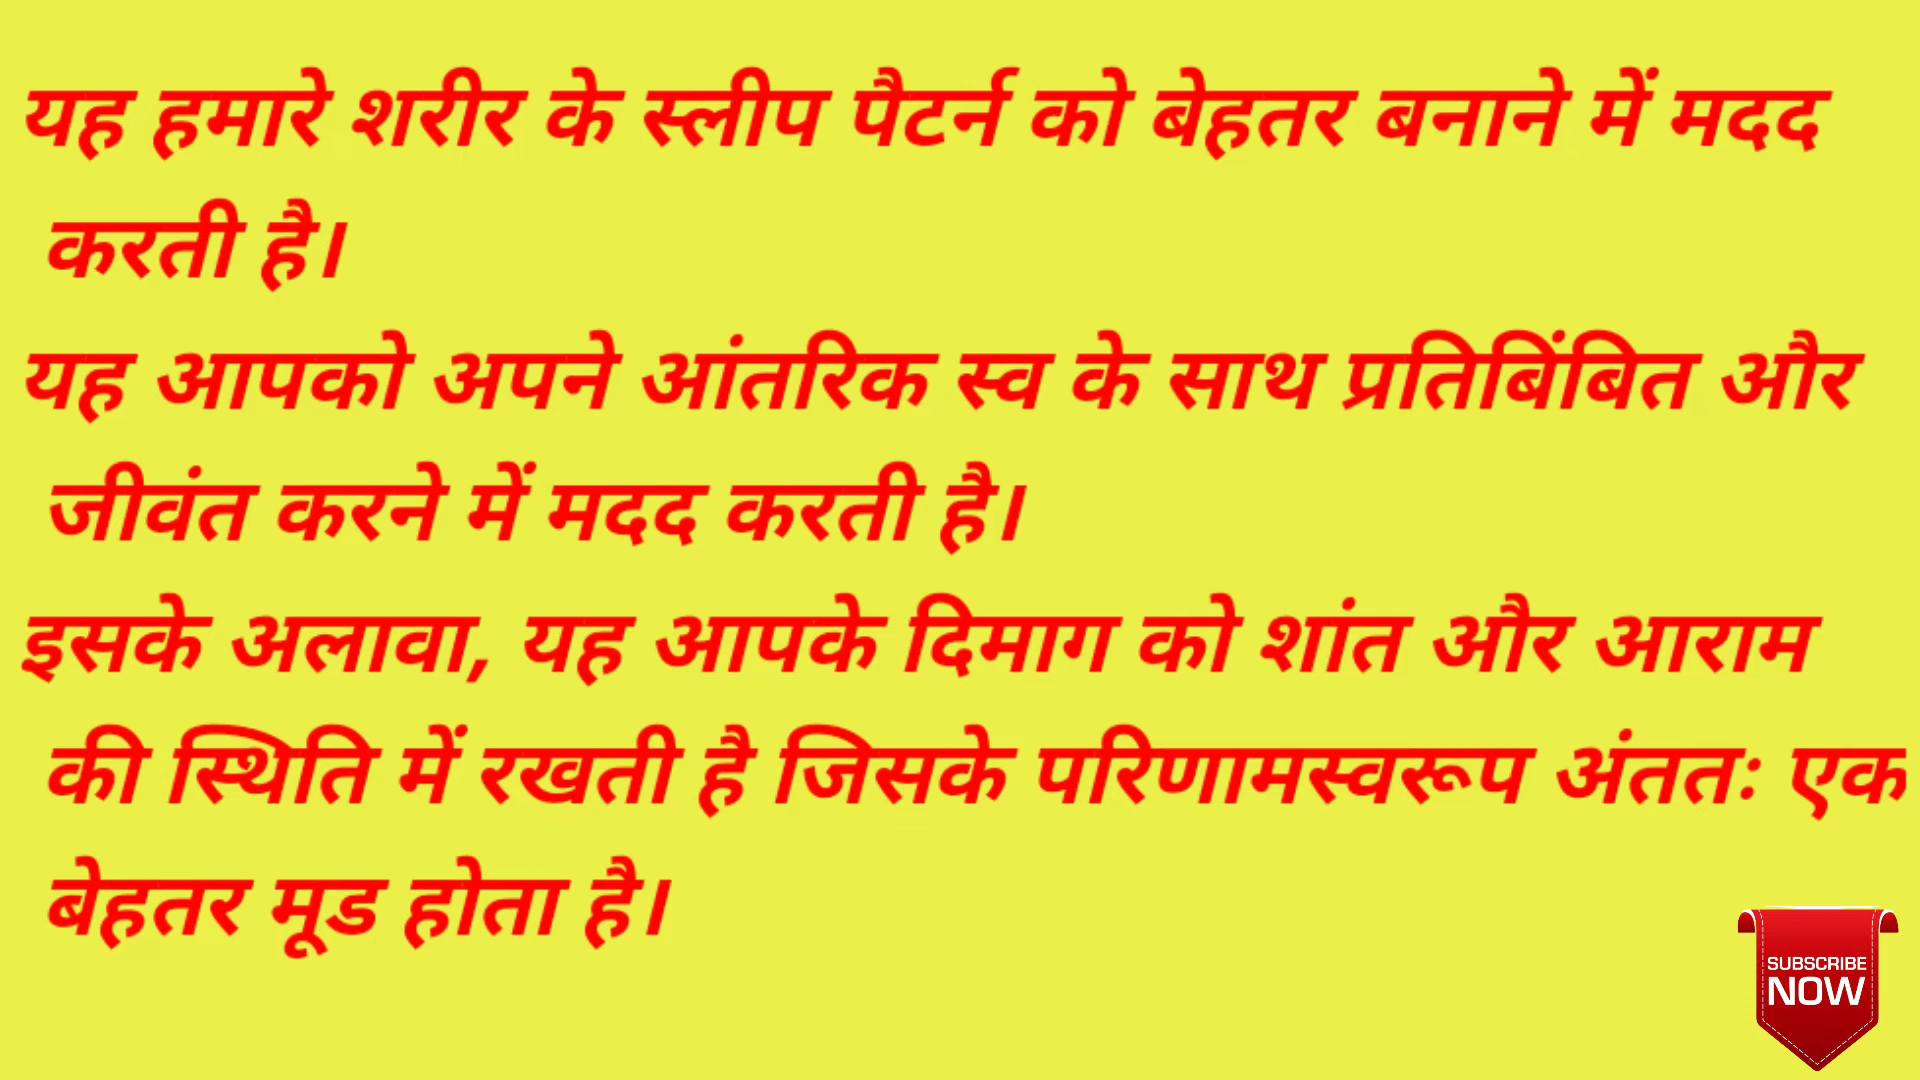 यह हमारे शरीर के स्लीप पैटर्न को बेहतर बनाने में मदद
करती है।
यह आपको अपने आंतरिक स्व के साथ प्रतिबिंबित और
जीवंत करने में मदद करती है।
इसके अलावा, यह आपके दिमाग को शांत और आराम
की स्थिति में रखती है जिसके परिणामस्वरूप अंततः एक
बेहतर मूड होता है।
SUBSCRIBE
NOW